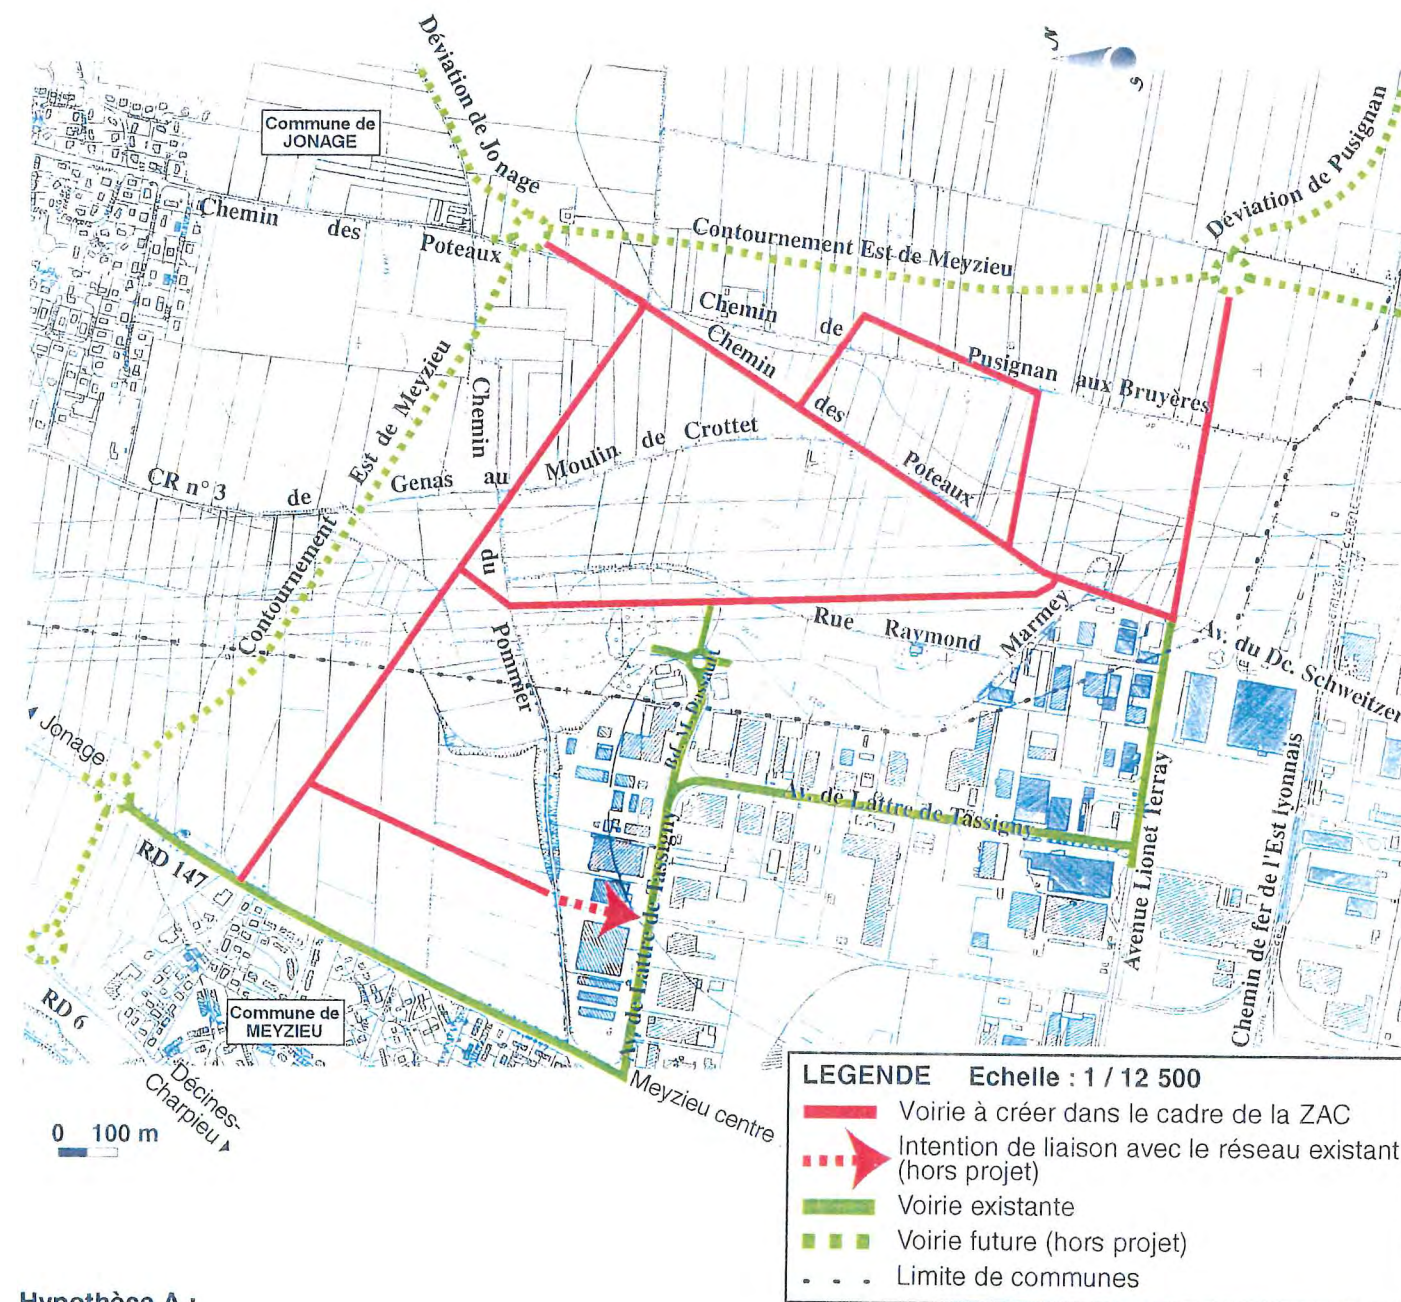 N
S
Déviation de Jonage
Commune de
JONAGE
Déviation de Pusignan
Chemin des Poteaux
Contournement Est de Meyzieu
Chemin de Pusignan aux Bruyères
Chemin des Poteaux
Contournement Est de Meyzieu
CR n° 3 de Genas au Moulin de Crottet
Chemin du Pommier
Rue Raymond Marmey
Av. du Dc. Schweitzer
Jonage
Bd. M. Dassault
Av. de Lattre de Tassigny
Av. de Lattre de Tassigny
Avenue Lionel Terray
Chemin de fer de l'Est lyonnais
RD 147
RD 6
Commune de
MEYZIEU
Décines-
Charpieu
Meyzieu centre
0 100 m
LEGENDE Echelle : 1 / 12 500
Voirie à créer dans le cadre de la ZAC
Intention de liaison avec le réseau existant
(hors projet)
Voirie existante
Voirie future (hors projet)
Limite de communes
Hypothèse A :